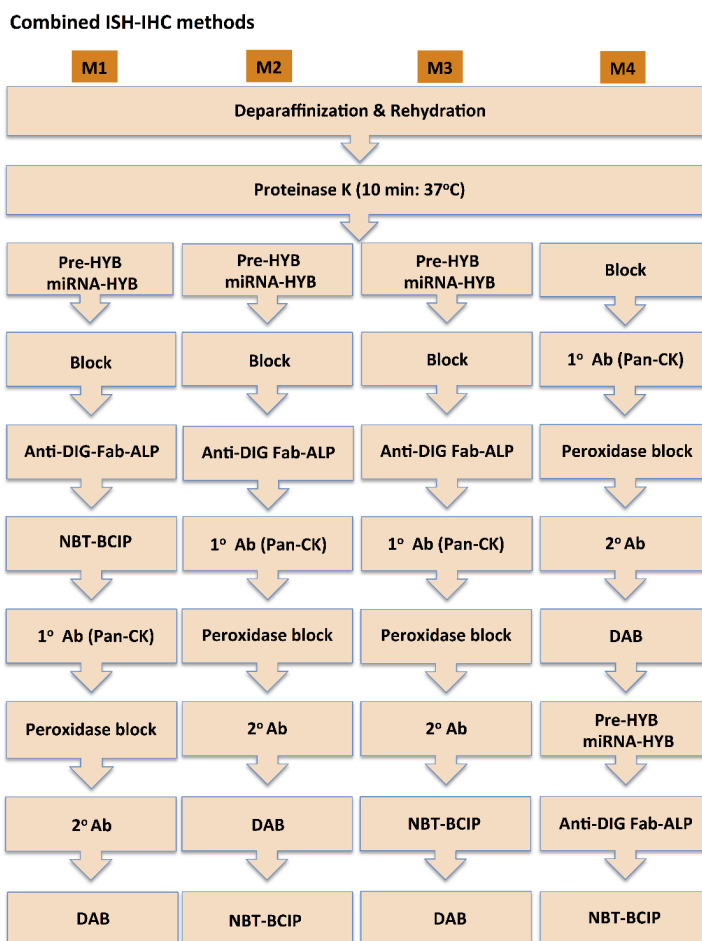 Combined ISH-IHC methods
M1 M2 M3 M4
Deparaffinization & Rehydration
Proteinase K (10 min: 37°C)
Pre-HYB
miRNA-HYB
Pre-HYB
miRNA-HYB
Pre-HYB
miRNA-HYB
Block
Block
Block
Block
1° Ab (Pan-CK)
Anti-DIG-Fab-ALP
Anti-DIG Fab-ALP
Anti-DIG Fab-ALP
Peroxidase block
NBT-BCIP
1° Ab (Pan-CK)
1° Ab (Pan-CK)
2° Ab
1° Ab (Pan-CK)
Peroxidase block
Peroxidase block
DAB
Peroxidase block
2° Ab
2° Ab
Pre-HYB
miRNA-HYB
2° Ab
DAB
NBT-BCIP
Anti-DIG Fab-ALP
DAB
NBT-BCIP
DAB
NBT-BCIP